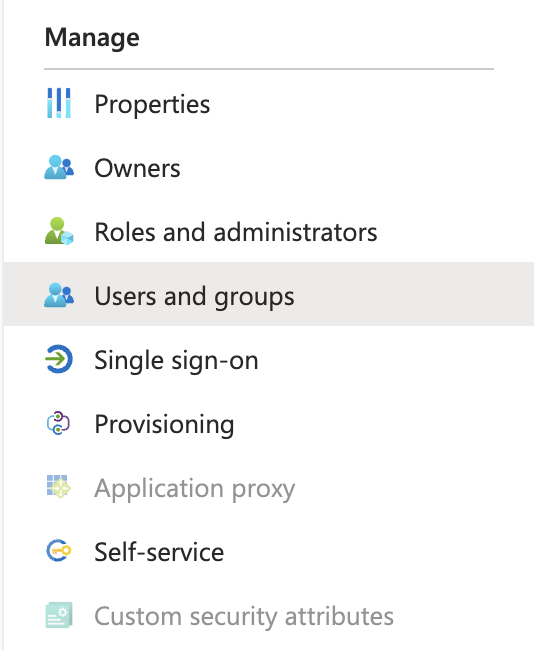 Manage
Properties
Owners
Roles and administrators
Users and groups
Single sign-on
Provisioning
Application proxy
Self-service
Custom security attributes